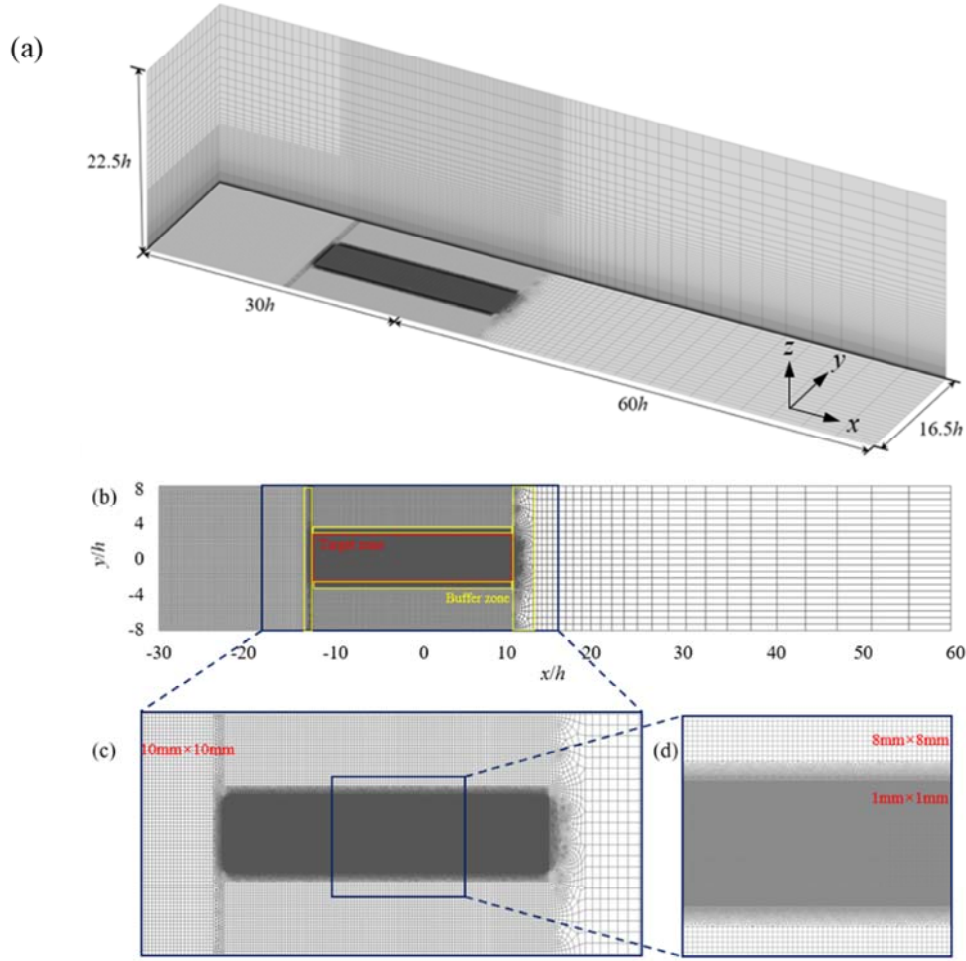 (a)
22.5h
30h
60h
16.5h
z
y
x
(b)
8
4
0
-4
-8
y/h
Target zone
Buffer zone
-30 -20 -10 0 10 20 30 40 50 60
x/h
(c)
10mm×10mm
(d)
8mm×8mm
1mm×1mm